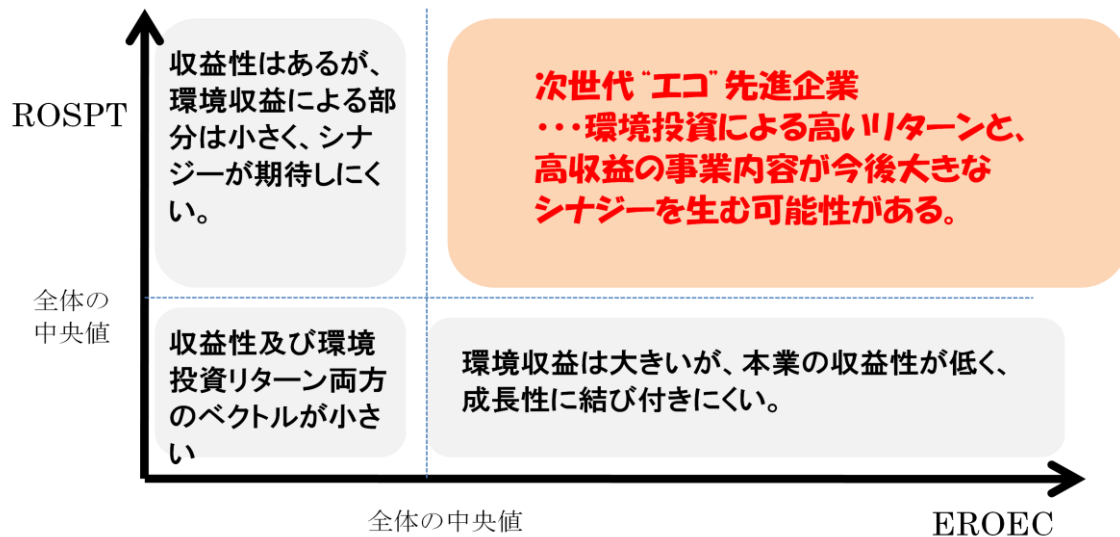 ROSPT
収益性はあるが、
環境収益による部
分は小さく、シナ
ジーが期待しにく
い。
次世代“エコ”先進企業
・・・環境投資による高いリターンと、
高収益の事業内容が今後大きな
シナジーを生む可能性がある。
全体の
中央値
収益性及び環境
投資リターン両方
のベクトルが小さ
い
環境収益は大きいが、本業の収益性が低く、
成長性に結び付きにくい。
全体の中央値
EROEC